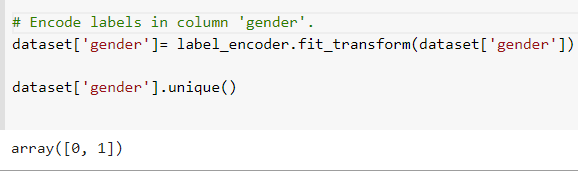 # Encode labels in column 'gender'.
dataset['gender']= label_encoder.fit_transform(dataset['gender'])
dataset['gender'].unique()
array([0, 1])